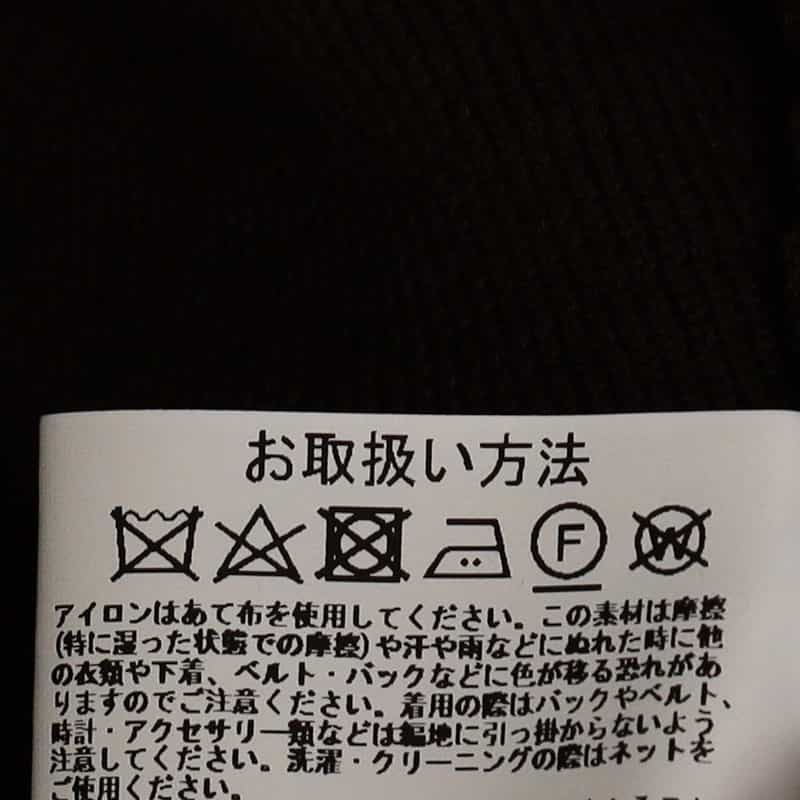 お取扱い方法
F W
アイロンはあて布を使用してください。この素材は摩擦
(特に湿った状態での摩擦)や汗や雨などにぬれた時に他
の衣類や下着、ベルト・バックなどに色が移る恐れがあ
りますのでご注意ください。着用の際はバックやベルト、
時計・アクセサリー類などは編地に引っ掛からないよう
注意してください。洗濯・クリーニングの際はネットを
ご使用ください。